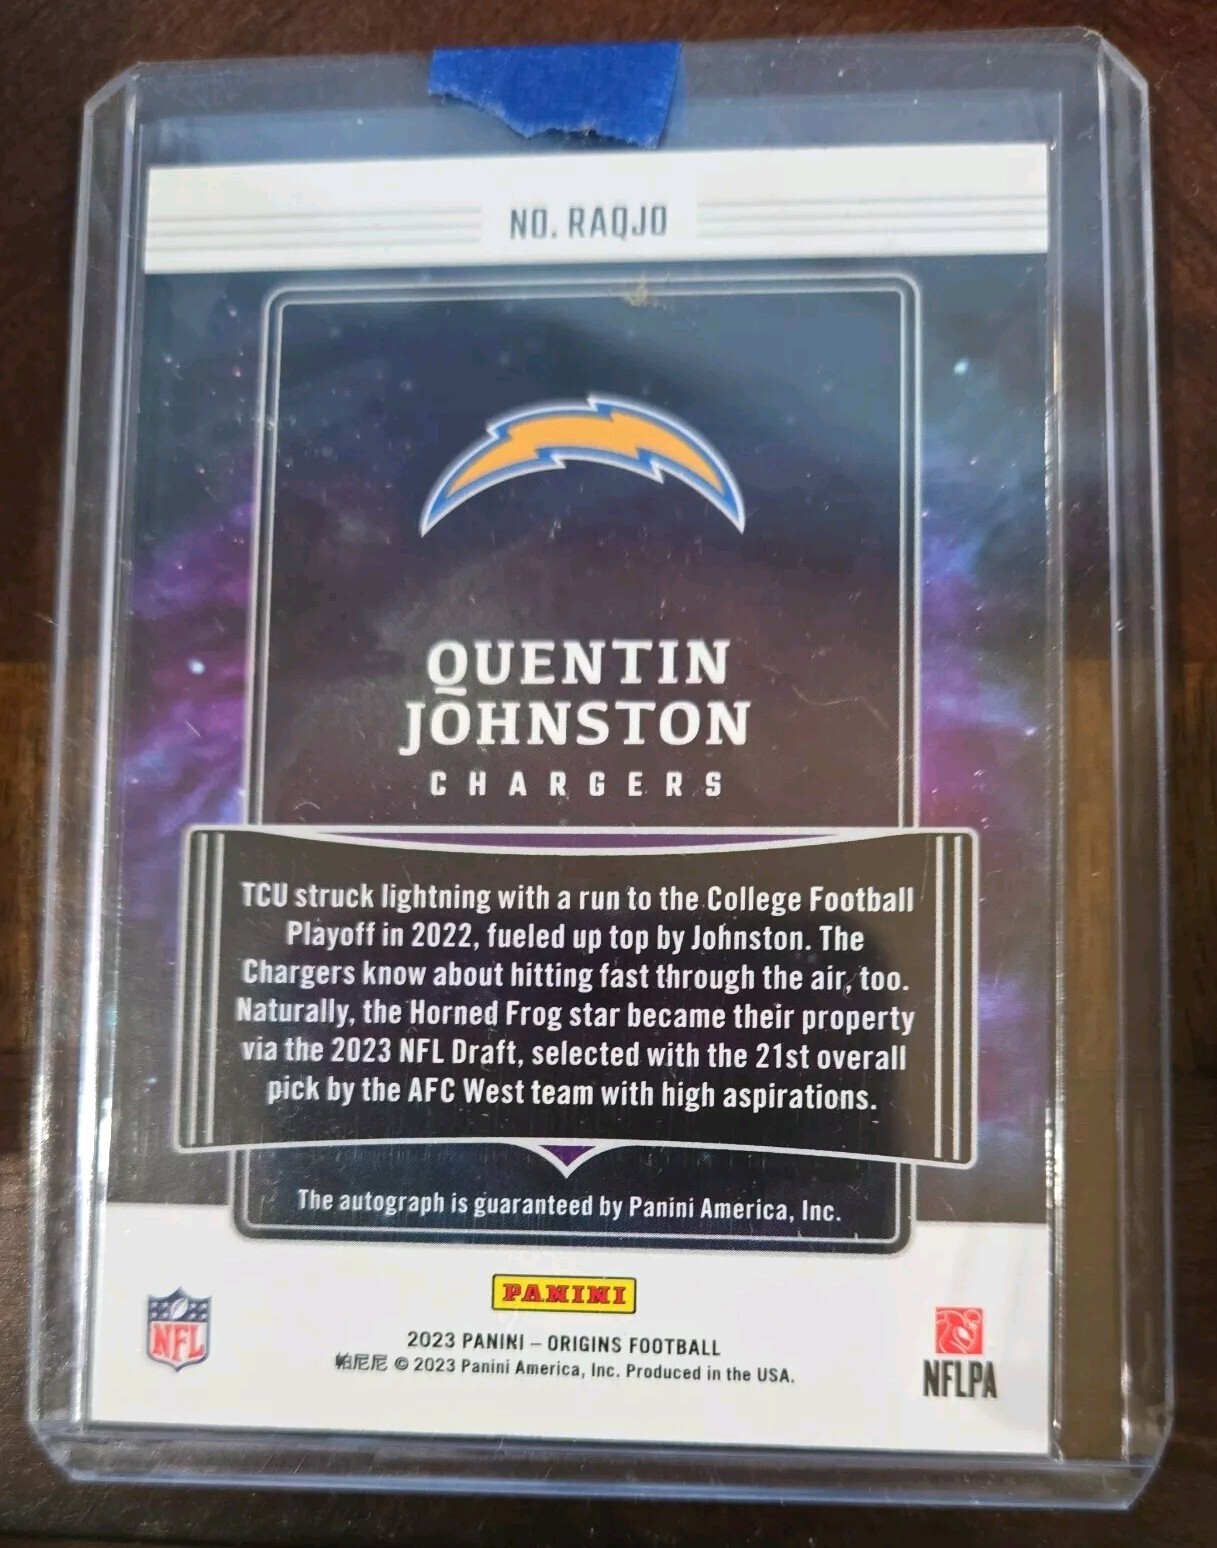 NO. RAQJO
QUENTIN
JOHNSTON
CHARGERS
TCU struck lightning with a run to the College Football
Playoff in 2022, fueled up top by Johnston. The
Chargers know about hitting fast through the air, too.
Naturally, the Horned Frog star became their property
via the 2023 NFL Draft, selected with the 21st overall
pick by the AFC West team with high aspirations.
The autograph is guaranteed by Panini America, Inc.
PANINI
2023 PANINI – ORIGINS FOOTBALL
帕尼尼 © 2023 Panini America, Inc. Produced in the USA.
NFL
NFLPA